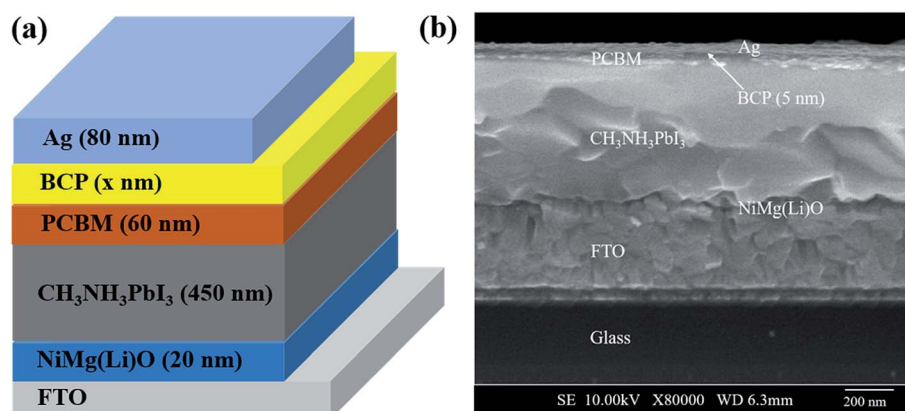 (a)
Ag (80 nm)
BCP (x nm)
PCBM (60 nm)
CH₃NH₃PbI₃ (450 nm)
NiMg(Li)O (20 nm)
FTO
(b)
Ag
PCBM
BCP (5 nm)
CH₃NH₃PbI₃
NiMg(Li)O
FTO
Glass
SE 10.00kV X80000 WD 6.3mm 200 nm